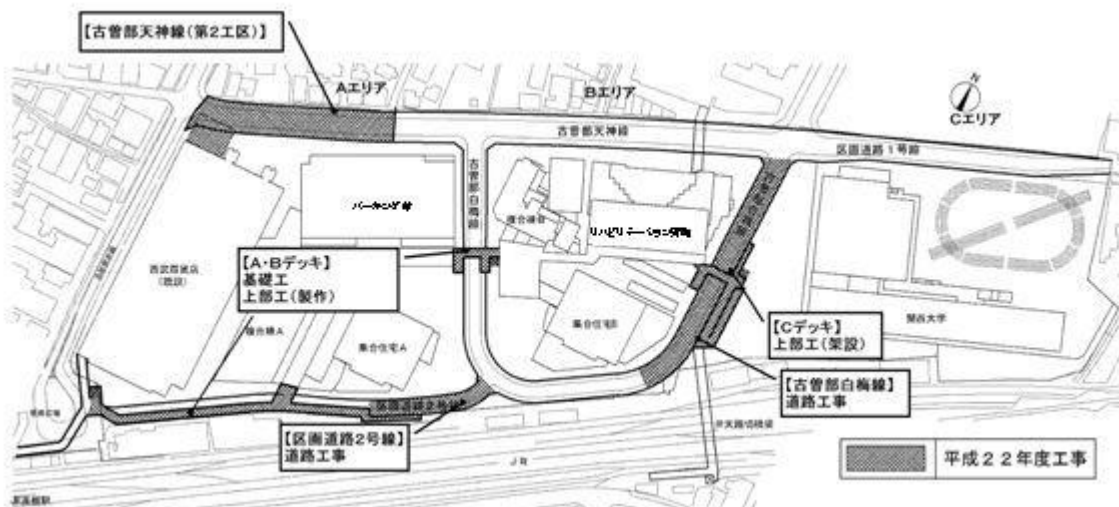 【古曽部天神線(第2工区)】
Aエリア
Bエリア
N
Cエリア
古曽部天神線
区画道路1号線
古曽部白梅線
パーキング棟
複合棟B
リハビリテーション病院
西武百貨店
(既設)
【A・Bデッキ】
基礎工
上部工(製作)
複合棟A
集合住宅A
集合住宅B
【Cデッキ】
上部工(架設)
関西大学
【古曽部白梅線】
道路工事
区画道路2号線
【区画道路2号線】
道路工事
JR
平成22年度工事